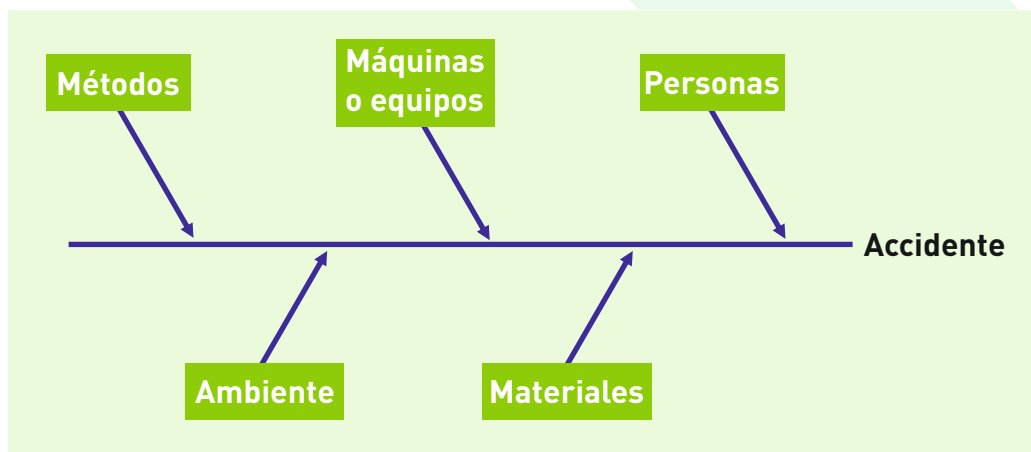 Métodos
Máquinas
o equipos
Personas
Accidente
Ambiente
Materiales